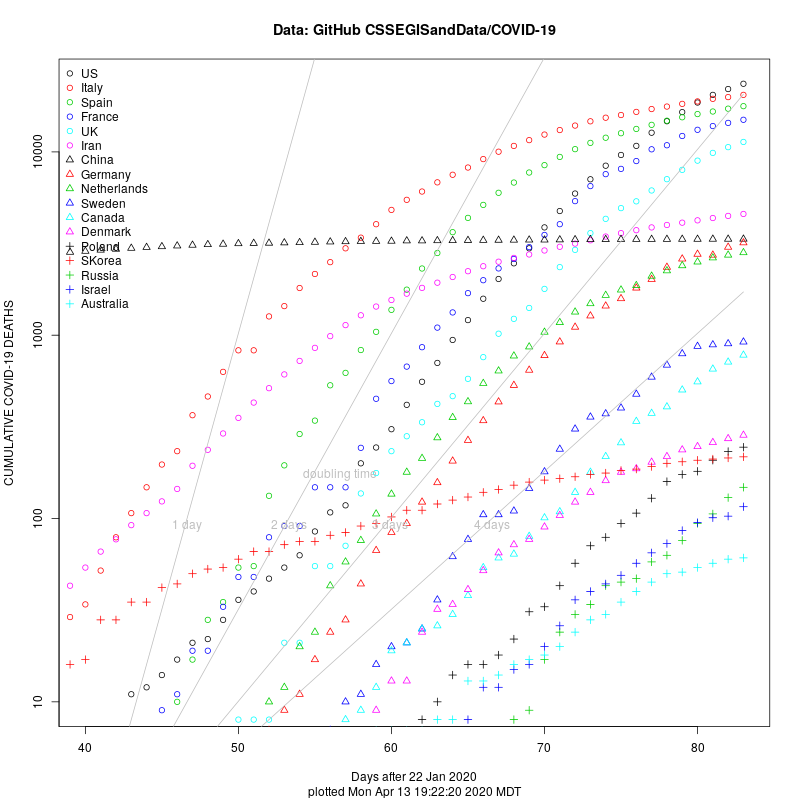 Data: GitHub CSSEGISandData/COVID-19
US
Italy
Spain
France
UK
Iran
China
Germany
Netherlands
Sweden
Canada
Denmark
Poland
SKorea
Russia
Israel
Australia
CUMULATIVE COVID-19 DEATHS
10000
1000
100
10
doubling time
1 day
2 days
3 days
4 days
40 50 60 70 80
Days after 22 Jan 2020
plotted Mon Apr 13 19:22:20 2020 MDT